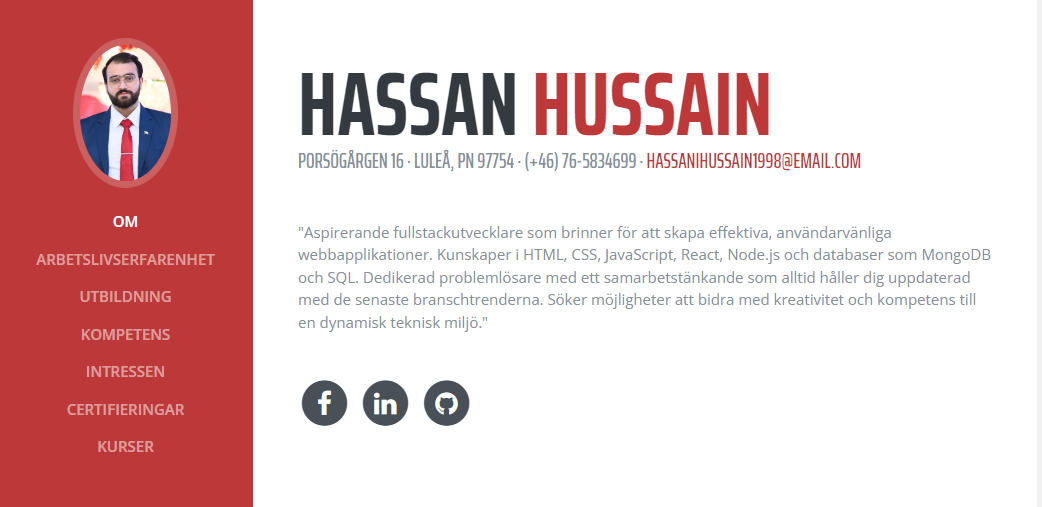 OM
ARBETSLIVSERFARENHET
UTBILDNING
KOMPETENS
INTRESSEN
CERTIFIERINGAR
KURSER
HASSAN HUSSAIN
PORSÖGÅRGEN 16 · LULEÅ, PN 97754 · (+46) 76-5834699 · HASSANIHUSSAIN1998@EMAIL.COM
"Aspirerande fullstackutvecklare som brinner för att skapa effektiva, användarvänliga
webbapplikationer. Kunskaper i HTML, CSS, JavaScript, React, Node.js och databaser som MongoDB
och SQL. Dedikerad problemlösare med ett samarbetstänkande som alltid håller dig uppdaterad
med de senaste branschtrenderna. Söker möjligheter att bidra med kreativitet och kompetens till
en dynamisk teknisk miljö."